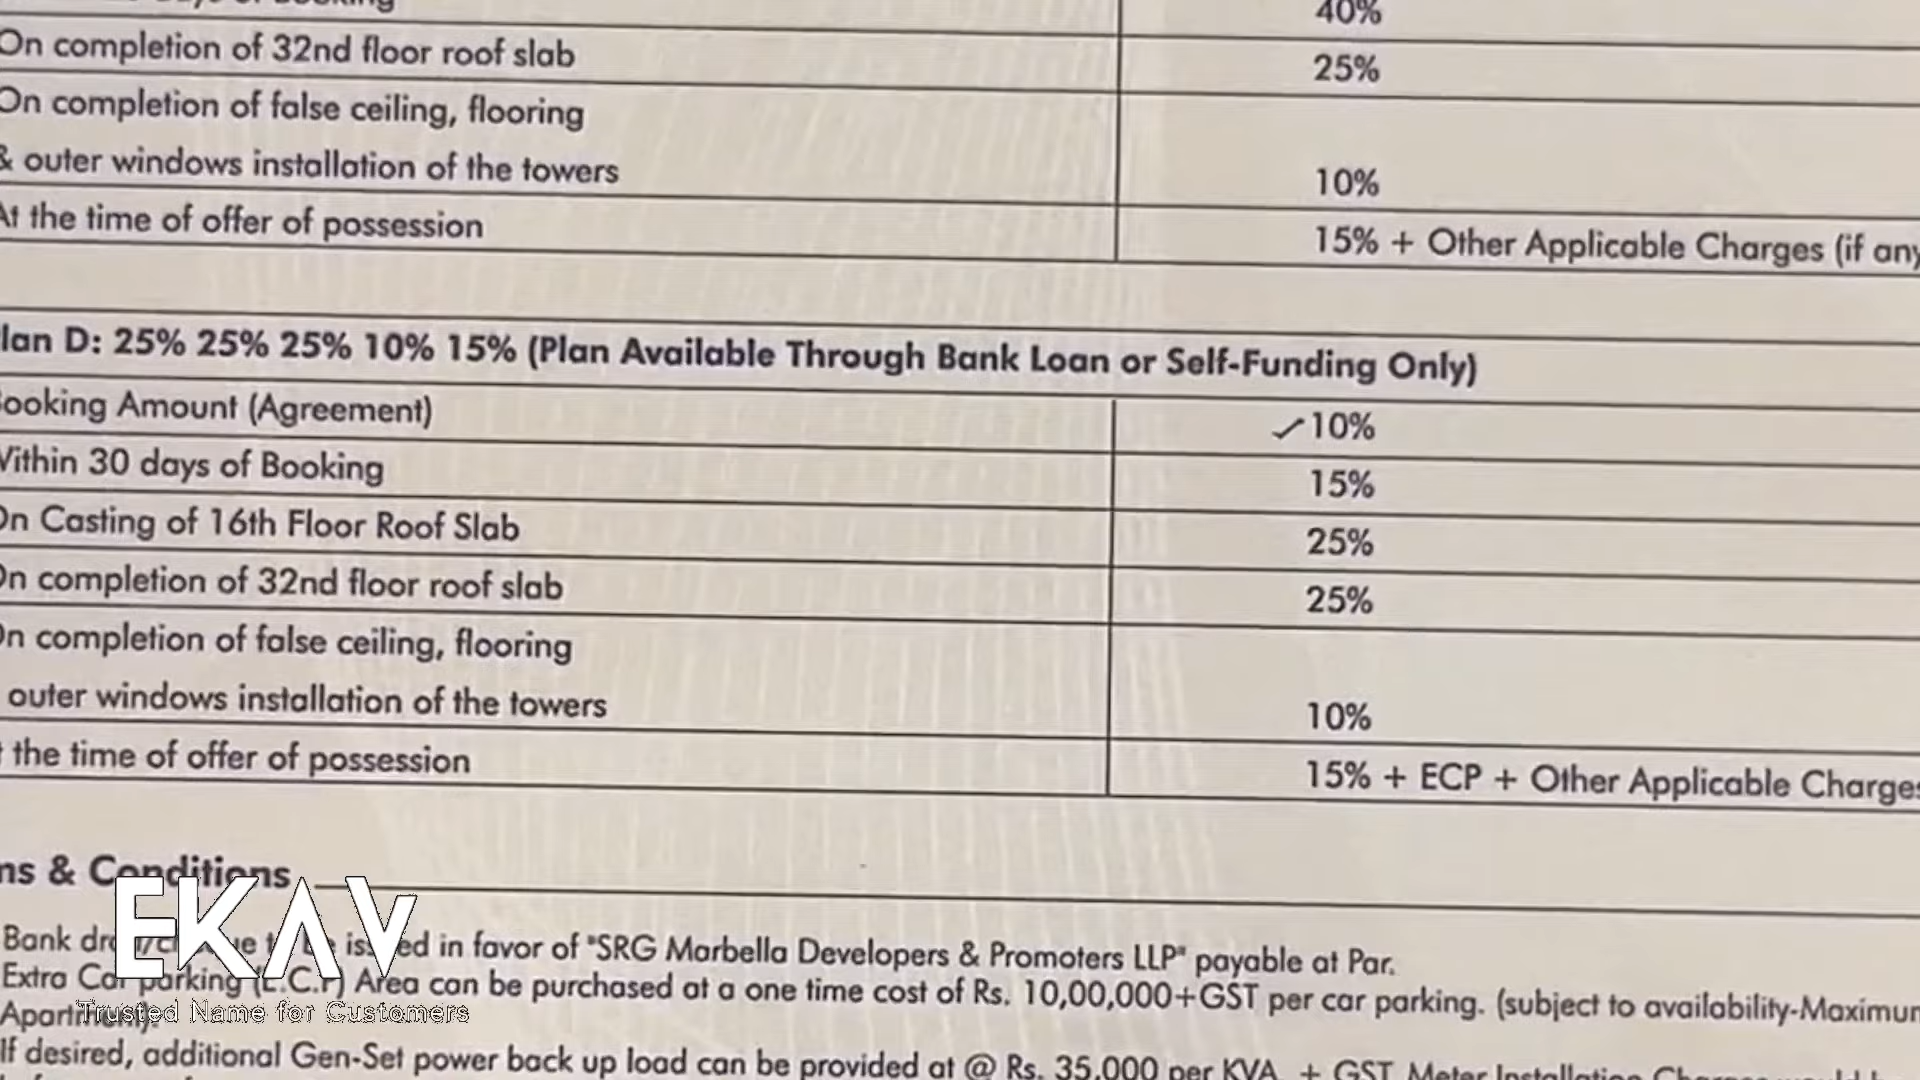 40%
On completion of 32nd floor roof slab 25%
On completion of false ceiling, flooring
& outer windows installation of the towers 10%
At the time of offer of possession 15% + Other Applicable Charges (if any
lan D: 25% 25% 25% 10% 15% (Plan Available Through Bank Loan or Self-Funding Only)
ooking Amount (Agreement) 10%
Within 30 days of Booking 15%
On Casting of 16th Floor Roof Slab 25%
On completion of 32nd floor roof slab 25%
On completion of false ceiling, flooring
outer windows installation of the towers 10%
t the time of offer of possession 15% + ECP + Other Applicable Charges
ms & Conditions
EKAV
Trusted Name for Customers
Bank issued in favor of "SRG Marbella Developers & Promoters LLP" payable at Par.
Extra Car parking (E.C.P) Area can be purchased at a one time cost of Rs. 10,00,000+GST per car parking. (subject to availability-Maximum
Apartment).
If desired, additional Gen-Set power back up load can be provided at @ Rs. 35,000 per KVA. + GST Meter Installation